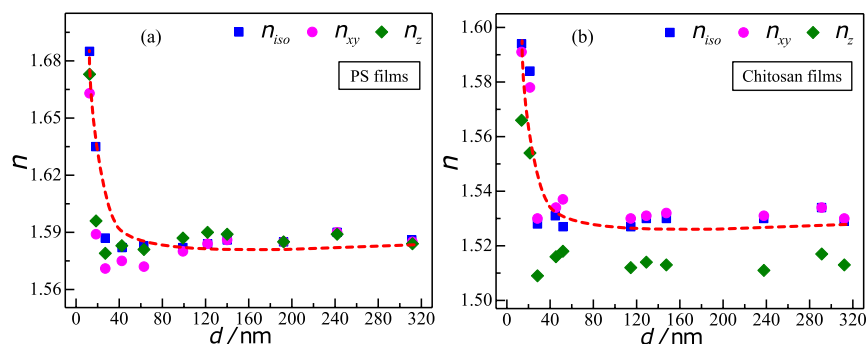 (a) n_iso n_xy n_z
PS films
n
1.68
1.65
1.62
1.59
1.56
0 40 80 120 160 200 240 280 320
d / nm
(b) n_iso n_xy n_z
Chitosan films
1.60
1.58
1.56
1.54
1.52
1.50
0 40 80 120 160 200 240 280 320
d / nm